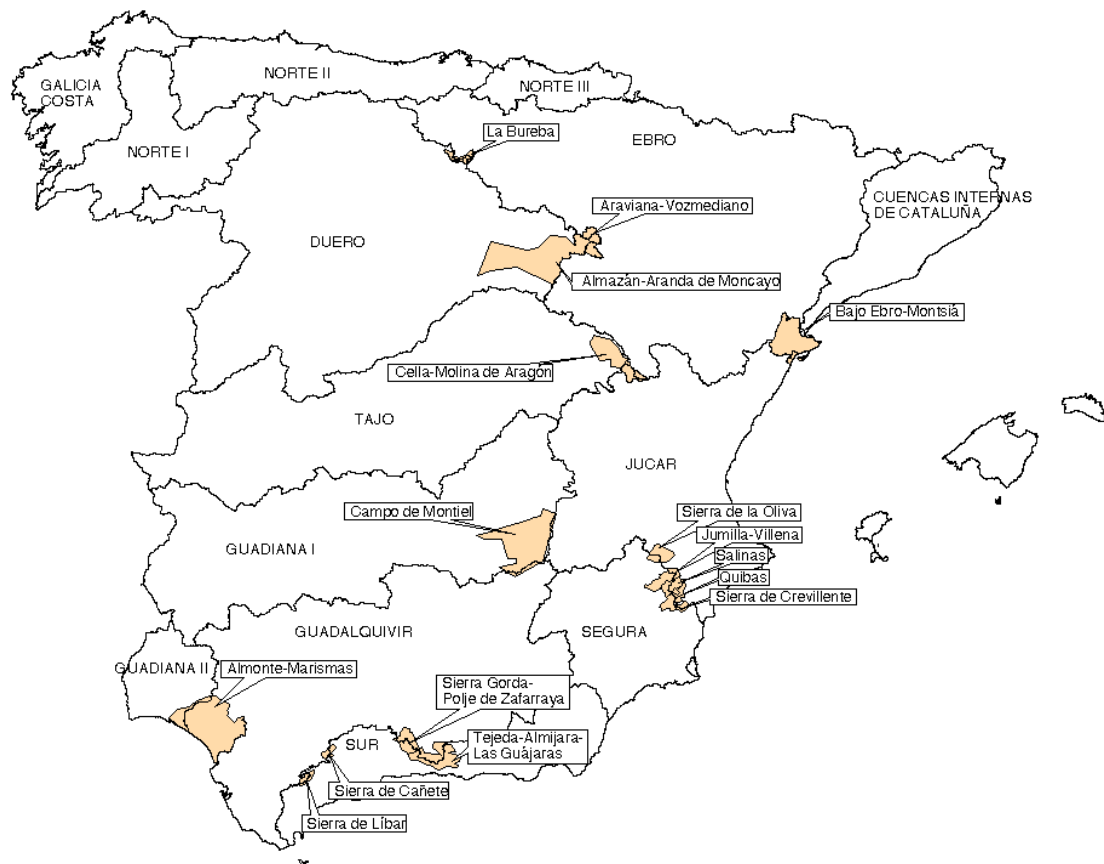 GALICIA
COSTA
NORTE II
NORTE III
NORTE I
La Bureba
EBRO
CUENCAS INTERNAS
DE CATALUÑA
Araviana-Vozmediano
DUERO
Almazán-Aranda de Moncayo
Bajo Ebro-Montsiá
Cella-Molina de Aragón
TAJO
JUCAR
Campo de Montiel
Sierra de la Oliva
Jumilla-Villena
Salinas
Quibas
Sierra de Crevillente
GUADIANA I
GUADALQUIVIR
SEGURA
GUADIANA II
Almonte-Marismas
Sierra Gorda-
Polje de Zafarraya
SUR
Tejeda-Almijara-
Las Guájaras
Sierra de Cañete
Sierra de Líbar